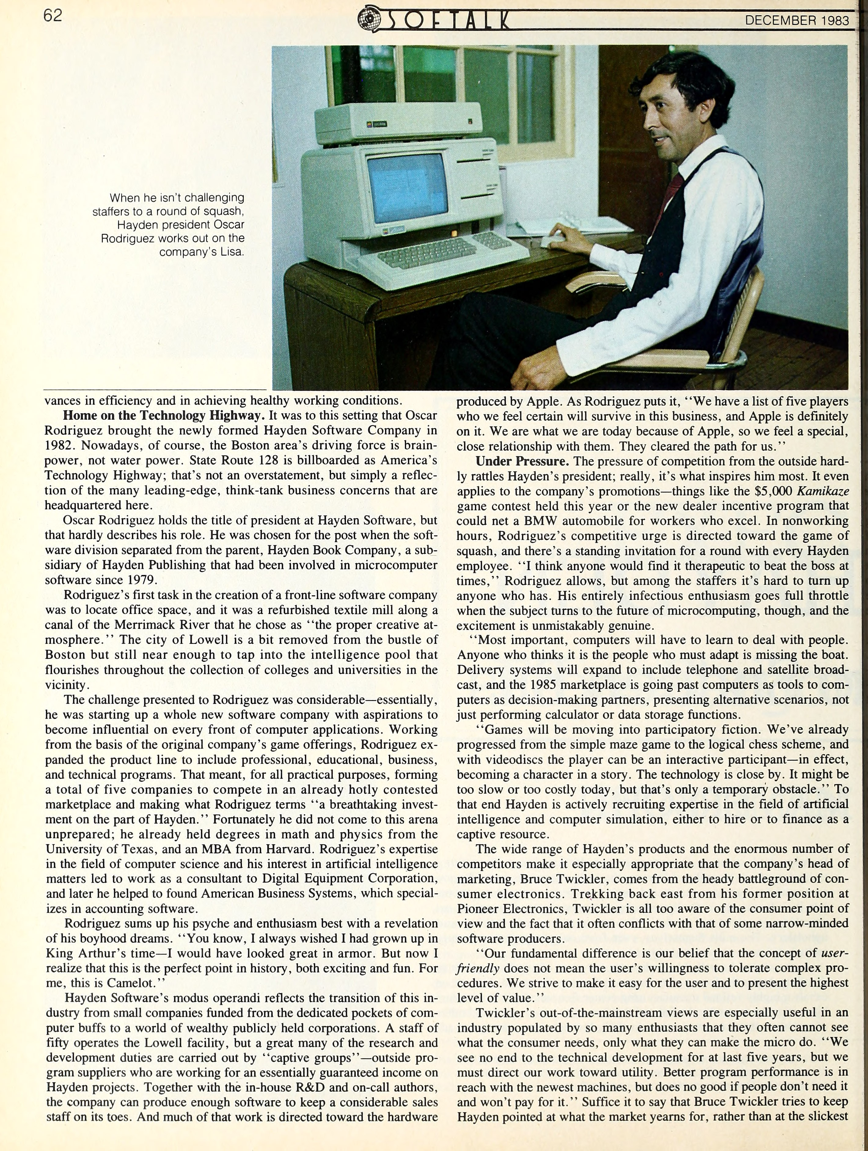 62
SOFTALK
DECEMBER 1983
When he isn't challenging
staffers to a round of squash,
Hayden president Oscar
Rodriguez works out on the
company's Lisa.
vances in efficiency and in achieving healthy working conditions.
Home on the Technology Highway. It was to this setting that Oscar
Rodriguez brought the newly formed Hayden Software Company in
1982. Nowadays, of course, the Boston area's driving force is brain-
power, not water power. State Route 128 is billboarded as America's
Technology Highway; that's not an overstatement, but simply a reflec-
tion of the many leading-edge, think-tank business concerns that are
headquartered here.
Oscar Rodriguez holds the title of president at Hayden Software, but
that hardly describes his role. He was chosen for the post when the soft-
ware division separated from the parent, Hayden Book Company, a sub-
sidiary of Hayden Publishing that had been involved in microcomputer
software since 1979.
Rodriguez's first task in the creation of a front-line software company
was to locate office space, and it was a refurbished textile mill along a
canal of the Merrimack River that he chose as ''the proper creative at-
mosphere.'' The city of Lowell is a bit removed from the bustle of
Boston but still near enough to tap into the intelligence pool that
flourishes throughout the collection of colleges and universities in the
vicinity.
The challenge presented to Rodriguez was considerable—essentially,
he was starting up a whole new software company with aspirations to
become influential on every front of computer applications. Working
from the basis of the original company's game offerings, Rodriguez ex-
panded the product line to include professional, educational, business,
and technical programs. That meant, for all practical purposes, forming
a total of five companies to compete in an already hotly contested
marketplace and making what Rodriguez terms ''a breathtaking invest-
ment on the part of Hayden.'' Fortunately he did not come to this arena
unprepared; he already held degrees in math and physics from the
University of Texas, and an MBA from Harvard. Rodriguez's expertise
in the field of computer science and his interest in artificial intelligence
matters led to work as a consultant to Digital Equipment Corporation,
and later he helped to found American Business Systems, which special-
izes in accounting software.
Rodriguez sums up his psyche and enthusiasm best with a revelation
of his boyhood dreams. ''You know, I always wished I had grown up in
King Arthur's time—I would have looked great in armor. But now I
realize that this is the perfect point in history, both exciting and fun. For
me, this is Camelot.''
Hayden Software's modus operandi reflects the transition of this in-
dustry from small companies funded from the dedicated pockets of com-
puter buffs to a world of wealthy publicly held corporations. A staff of
fifty operates the Lowell facility, but a great many of the research and
development duties are carried out by ''captive groups''—outside pro-
gram suppliers who are working for an essentially guaranteed income on
Hayden projects. Together with the in-house R&D and on-call authors,
the company can produce enough software to keep a considerable sales
staff on its toes. And much of that work is directed toward the hardware
produced by Apple. As Rodriguez puts it, ''We have a list of five players
who we feel certain will survive in this business, and Apple is definitely
on it. We are what we are today because of Apple, so we feel a special,
close relationship with them. They cleared the path for us.''
Under Pressure. The pressure of competition from the outside hard-
ly rattles Hayden's president; really, it's what inspires him most. It even
applies to the company's promotions—things like the $5,000 Kamikaze
game contest held this year or the new dealer incentive program that
could net a BMW automobile for workers who excel. In nonworking
hours, Rodriguez's competitive urge is directed toward the game of
squash, and there's a standing invitation for a round with every Hayden
employee. ''I think anyone would find it therapeutic to beat the boss at
times,'' Rodriguez allows, but among the staffers it's hard to turn up
anyone who has. His entirely infectious enthusiasm goes full throttle
when the subject turns to the future of microcomputing, though, and the
excitement is unmistakably genuine.
''Most important, computers will have to learn to deal with people.
Anyone who thinks it is the people who must adapt is missing the boat.
Delivery systems will expand to include telephone and satellite broad-
cast, and the 1985 marketplace is going past computers as tools to com-
puters as decision-making partners, presenting alternative scenarios, not
just performing calculator or data storage functions.
''Games will be moving into participatory fiction. We've already
progressed from the simple maze game to the logical chess scheme, and
with videodiscs the player can be an interactive participant—in effect,
becoming a character in a story. The technology is close by. It might be
too slow or too costly today, but that's only a temporary obstacle.'' To
that end Hayden is actively recruiting expertise in the field of artificial
intelligence and computer simulation, either to hire or to finance as a
captive resource.
The wide range of Hayden's products and the enormous number of
competitors make it especially appropriate that the company's head of
marketing, Bruce Twickler, comes from the heady battleground of con-
sumer electronics. Trekking back east from his former position at
Pioneer Electronics, Twickler is all too aware of the consumer point of
view and the fact that it often conflicts with that of some narrow-minded
software producers.
''Our fundamental difference is our belief that the concept of user-
friendly does not mean the user's willingness to tolerate complex pro-
cedures. We strive to make it easy for the user and to present the highest
level of value.''
Twickler's out-of-the-mainstream views are especially useful in an
industry populated by so many enthusiasts that they often cannot see
what the consumer needs, only what they can make the micro do. ''We
see no end to the technical development for at last five years, but we
must direct our work toward utility. Better program performance is in
reach with the newest machines, but does no good if people don't need it
and won't pay for it.'' Suffice it to say that Bruce Twickler tries to keep
Hayden pointed at what the market yearns for, rather than at the slickest